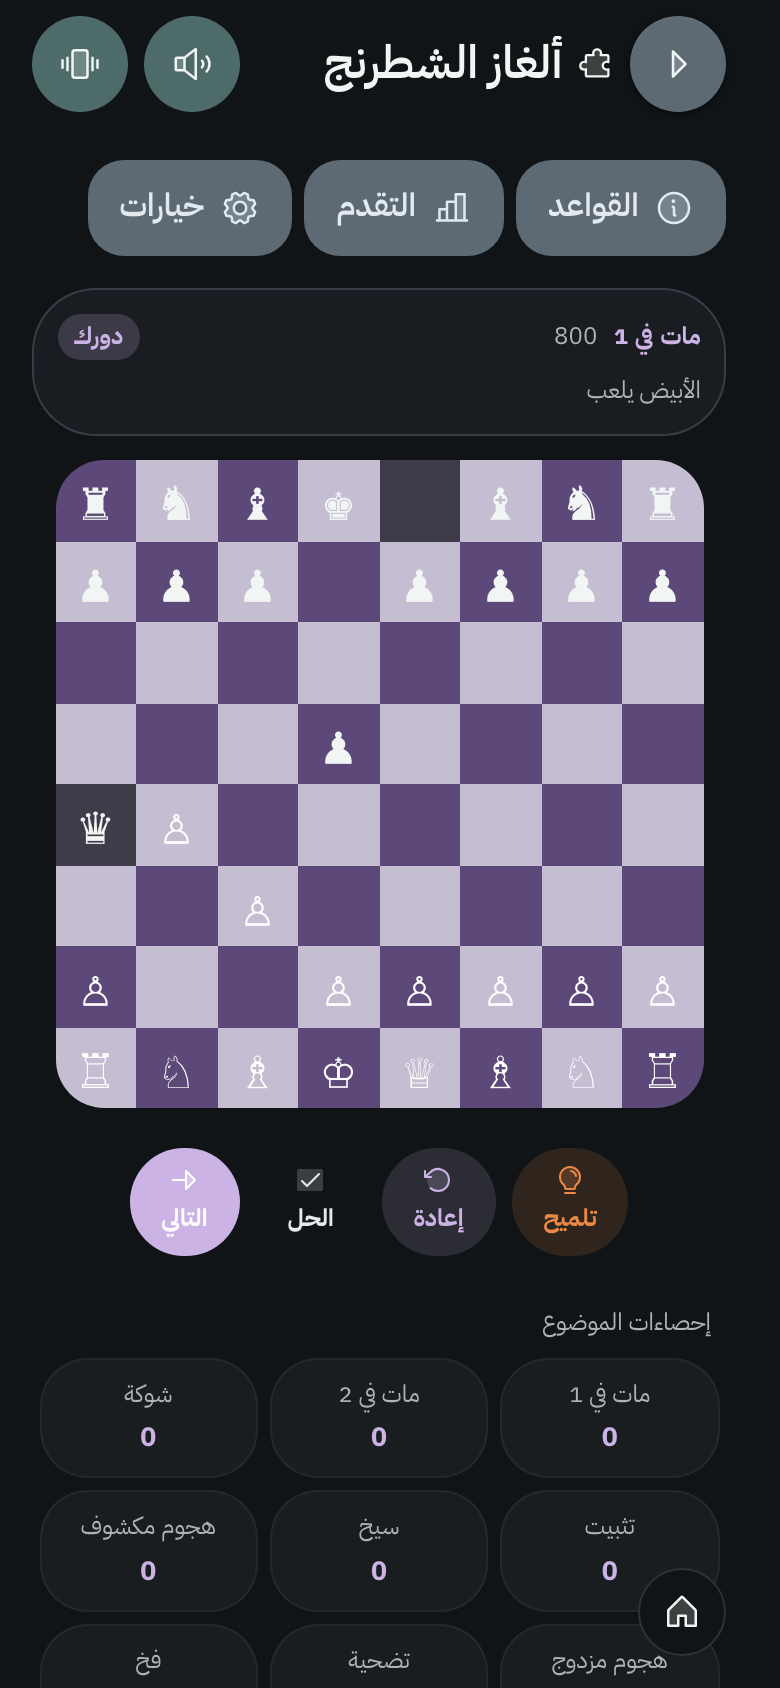 ألغاز الشطرنج
القواعد
التقدم
خيارات
مات في 1 800 دورك
الأبيض يلعب
تلميح
إعادة
الحل
التالي
إحصاءات الموضوع
مات في 1
0
مات في 2
0
شوكة
0
تثبيت
0
سيخ
0
هجوم مكشوف
0
هجوم مزدوج
تضحية
فخ